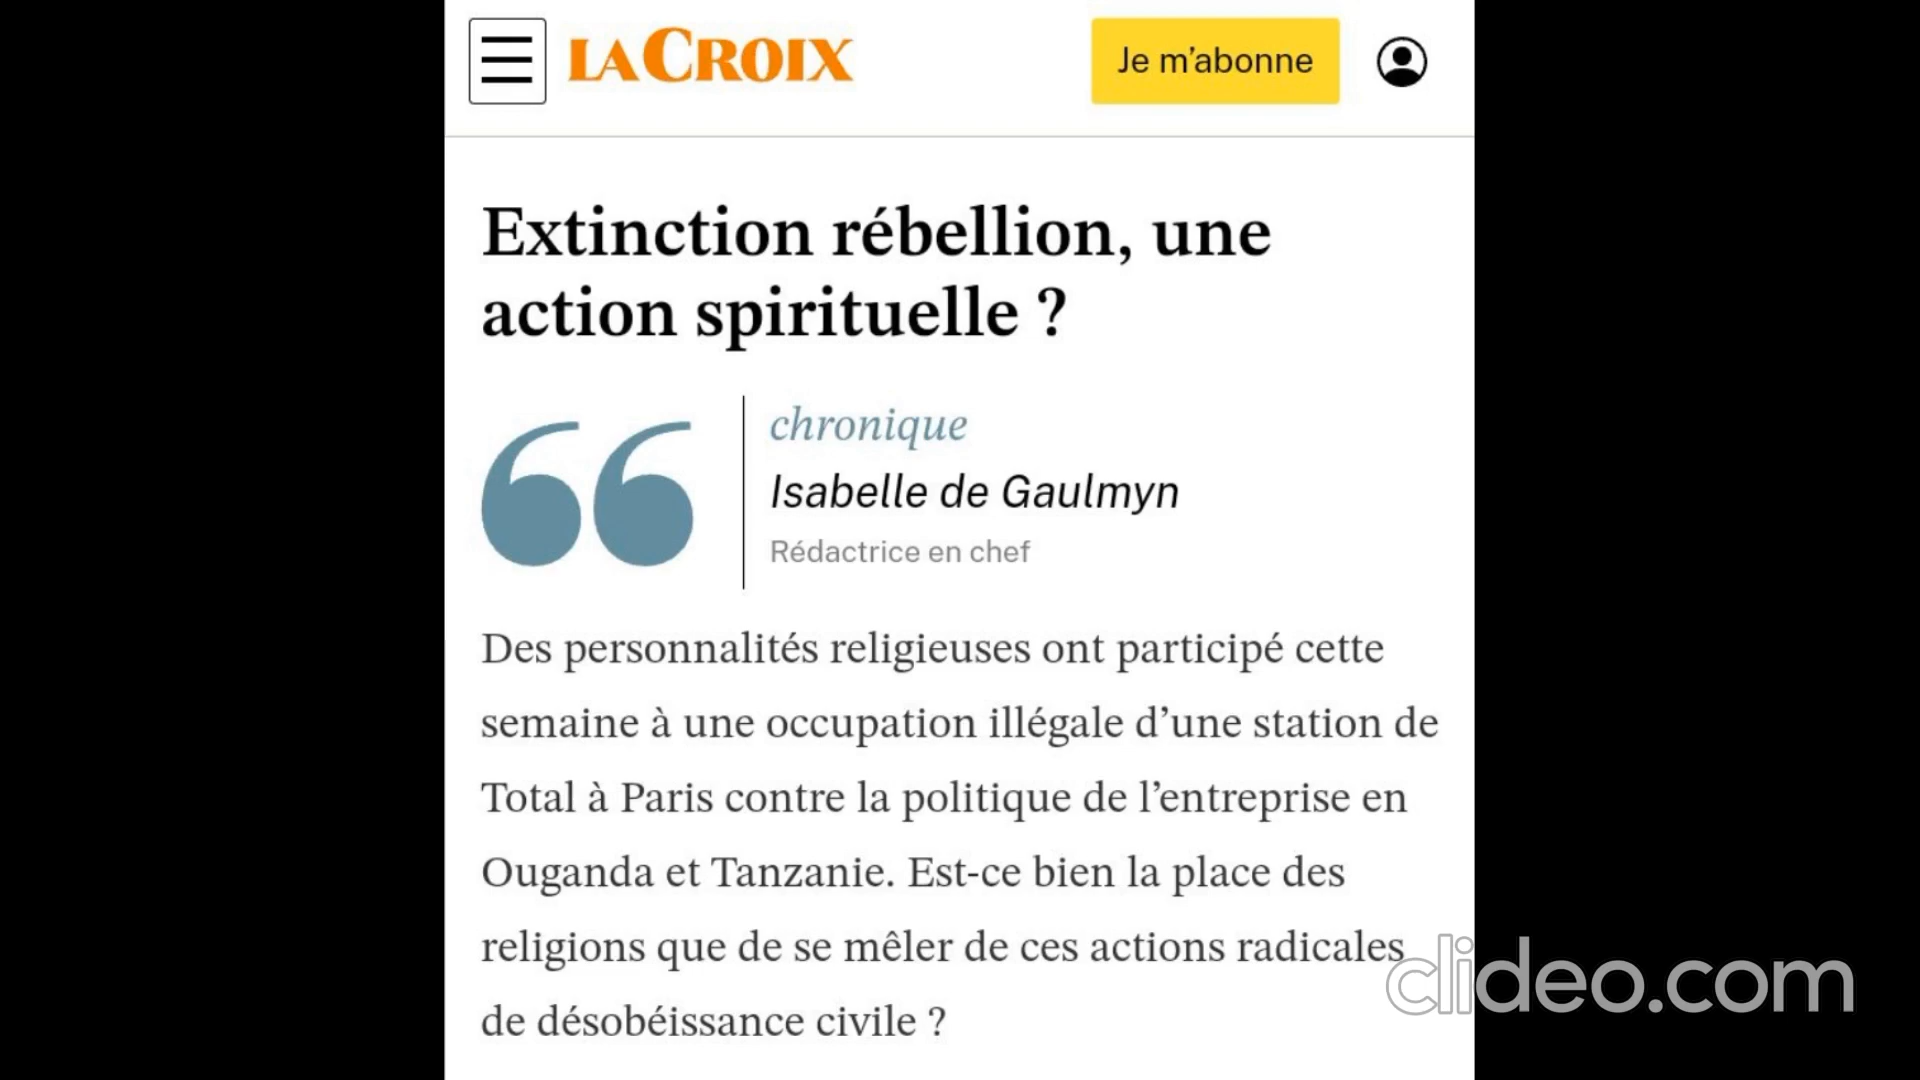 LA CROIX
Je m’abonne
Extinction rébellion, une
action spirituelle ?
chronique
Isabelle de Gaulmyn
Rédactrice en chef
Des personnalités religieuses ont participé cette
semaine à une occupation illégale d’une station de
Total à Paris contre la politique de l’entreprise en
Ouganda et Tanzanie. Est-ce bien la place des
religions que de se mêler de ces actions radicales
de désobéissance civile ?
clideo.com